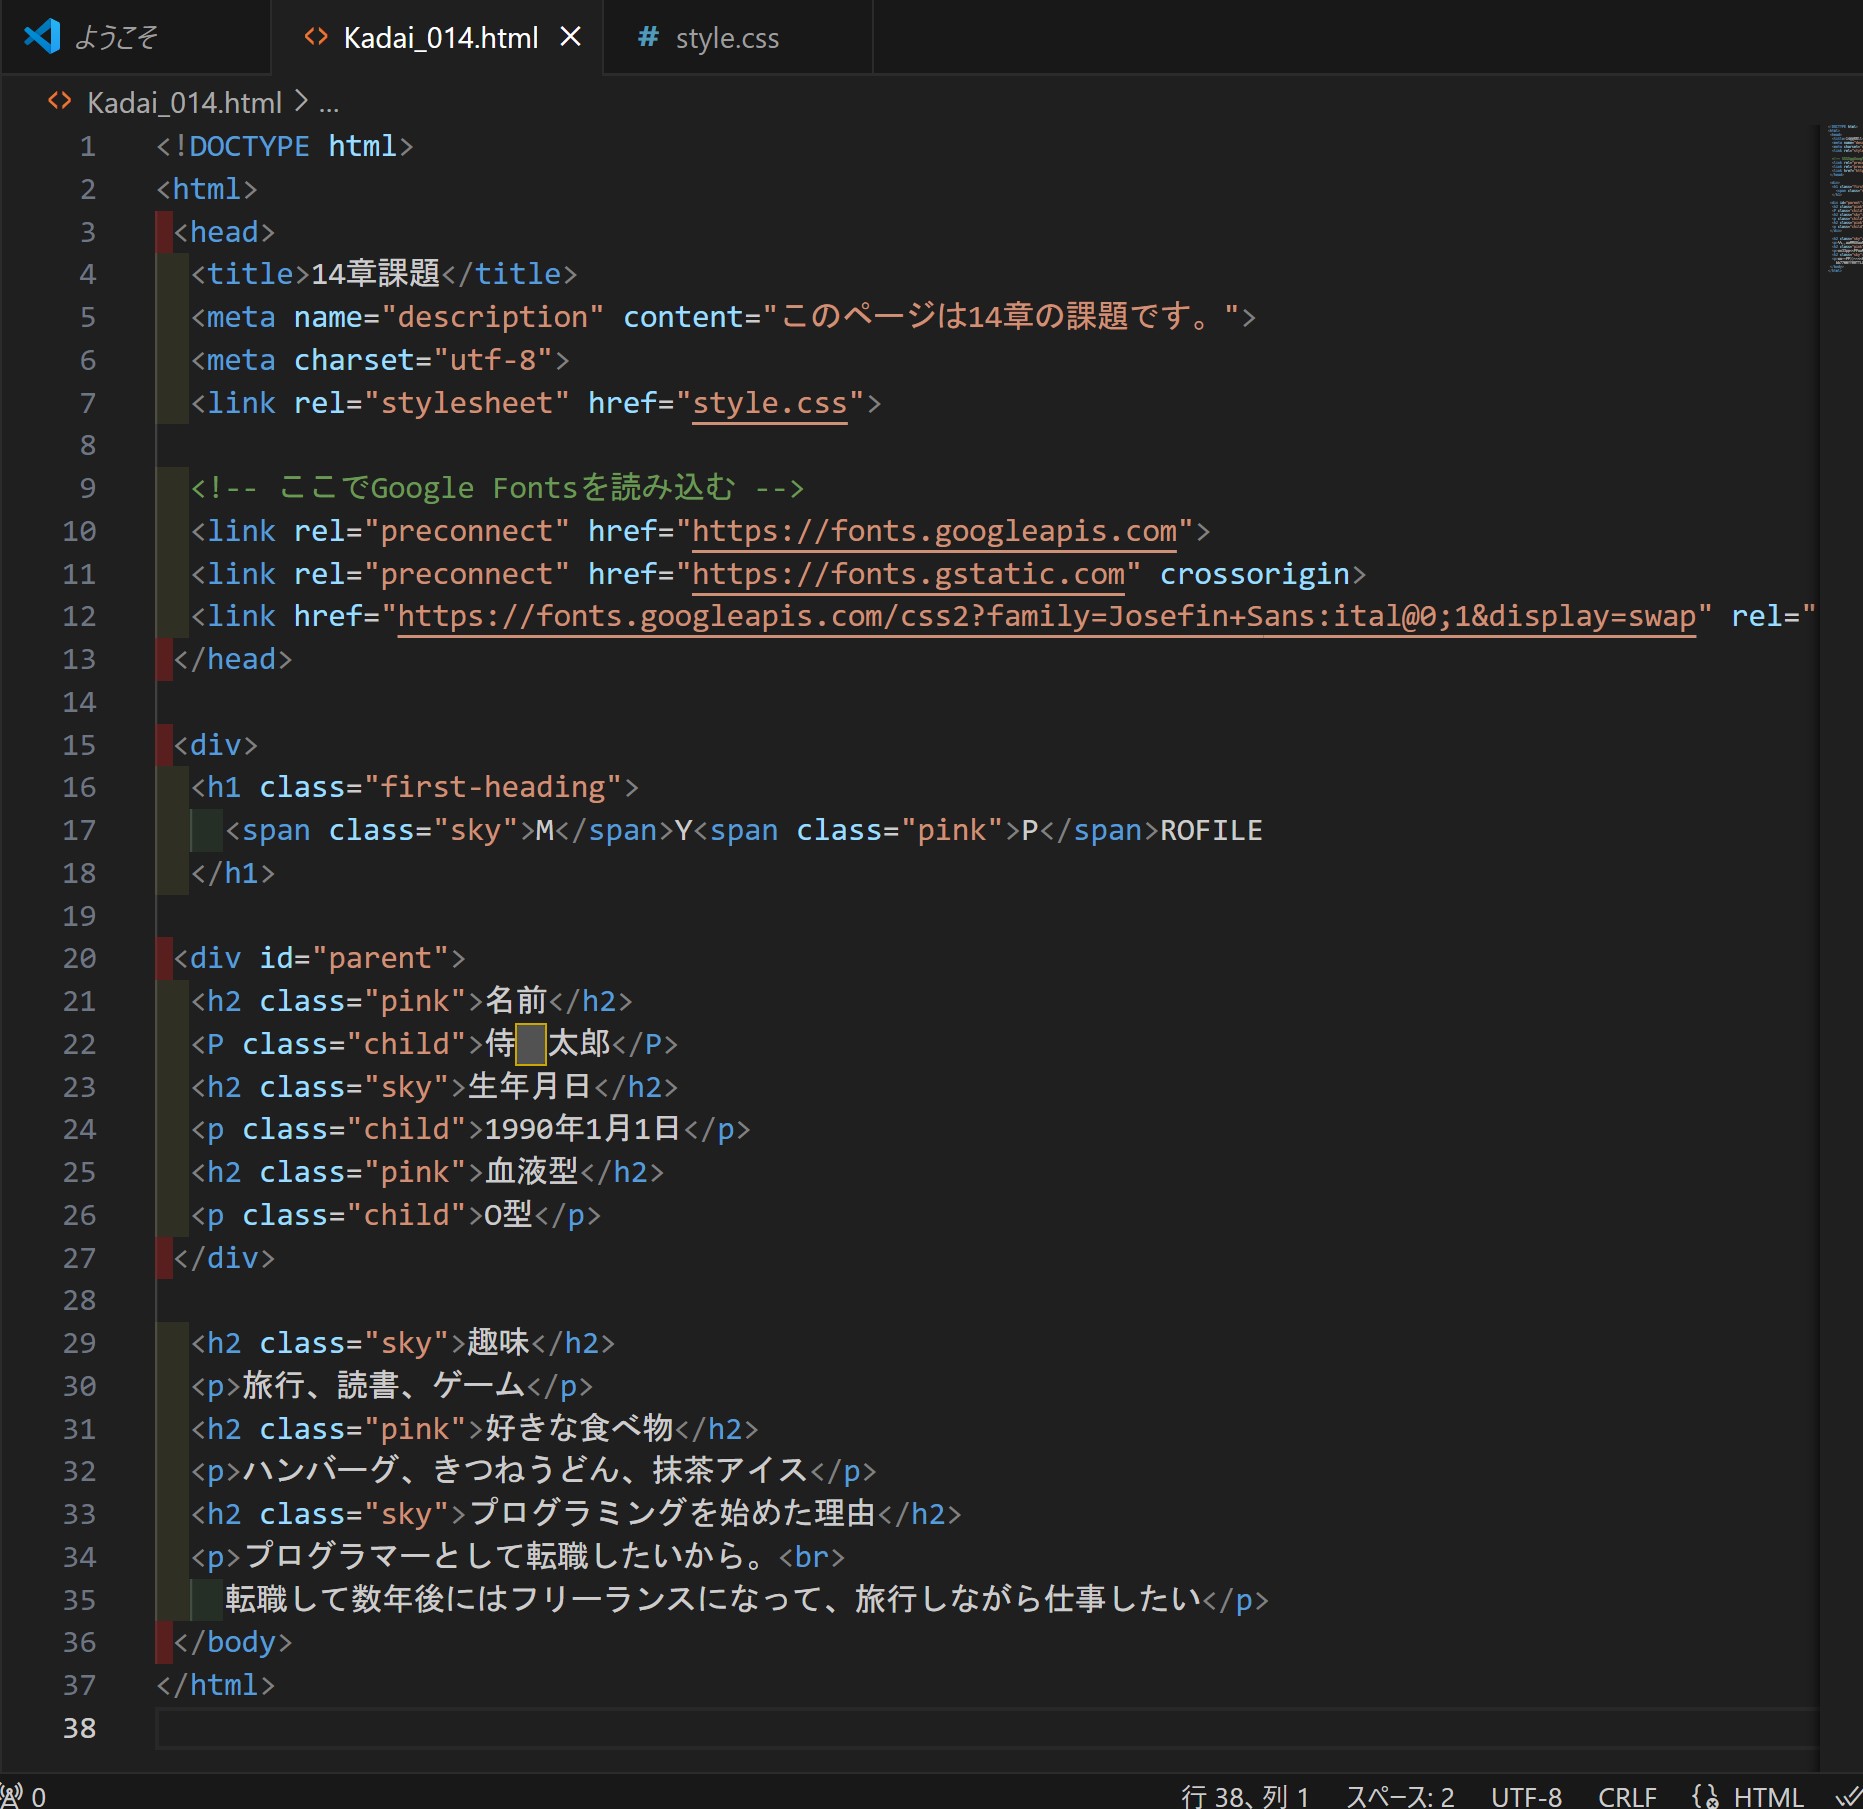 ようこそ
Kadai_014.html
# style.css
Kadai_014.html > ...
1 <!DOCTYPE html>
2 <html>
3 <head>
4 <title>14章課題</title>
5 <meta name="description" content="このページは14章の課題です。">
6 <meta charset="utf-8">
7 <link rel="stylesheet" href="style.css">
8
9 <!-- ここでGoogle Fontsを読み込む -->
10 <link rel="preconnect" href="https://fonts.googleapis.com">
11 <link rel="preconnect" href="https://fonts.gstatic.com" crossorigin>
12 <link href="https://fonts.googleapis.com/css2?family=Josefin+Sans:ital@0;1&display=swap" rel="
13 </head>
14
15 <div>
16 <h1 class="first-heading">
17 <span class="sky">M</span>Y<span class="pink">P</span>ROFILE
18 </h1>
19
20 <div id="parent">
21 <h2 class="pink">名前</h2>
22 <P class="child">侍　太郎</P>
23 <h2 class="sky">生年月日</h2>
24 <p class="child">1990年1月1日</p>
25 <h2 class="pink">血液型</h2>
26 <p class="child">O型</p>
27 </div>
28
29 <h2 class="sky">趣味</h2>
30 <p>旅行、読書、ゲーム</p>
31 <h2 class="pink">好きな食べ物</h2>
32 <p>ハンバーグ、きつねうどん、抹茶アイス</p>
33 <h2 class="sky">プログラミングを始めた理由</h2>
34 <p>プログラマーとして転職したいから。<br>
35 転職して数年後にはフリーランスになって、旅行しながら仕事したい</p>
36 </body>
37 </html>
38
0 行 38、列 1 スペース: 2 UTF-8 CRLF HTML